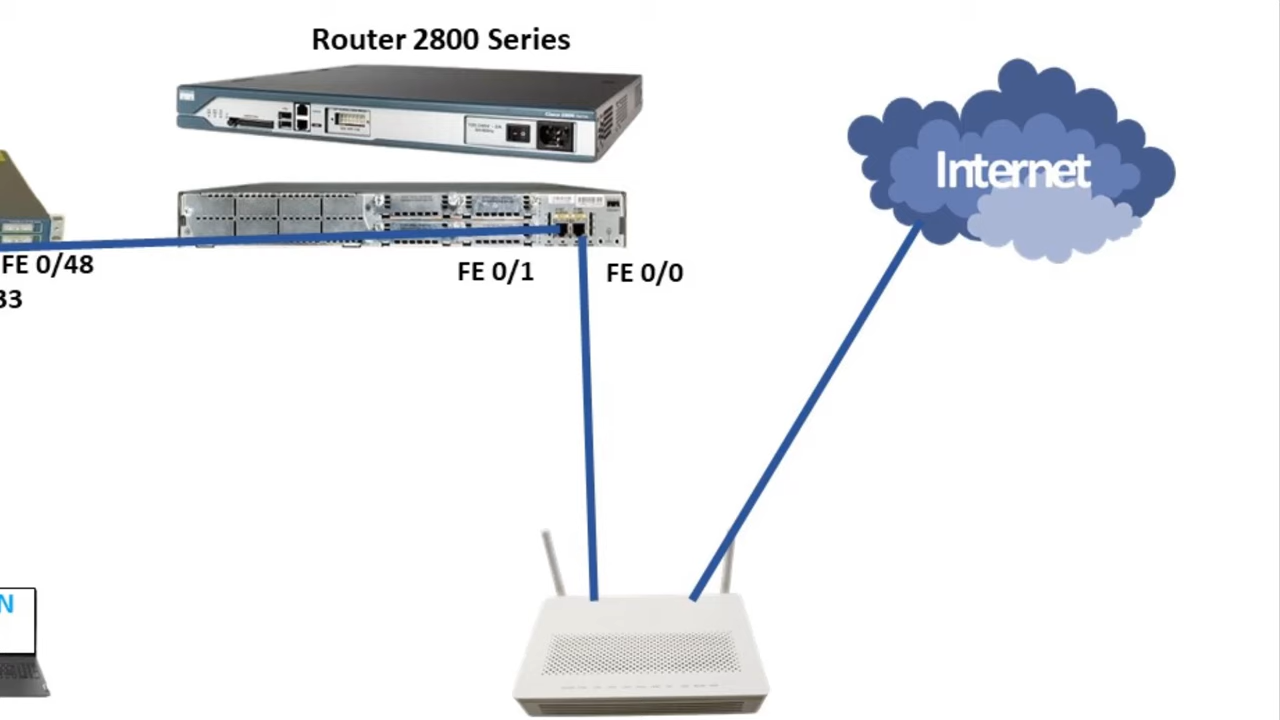 Router 2800 Series
Internet
FE 0/48
33
FE 0/1
FE 0/0
N